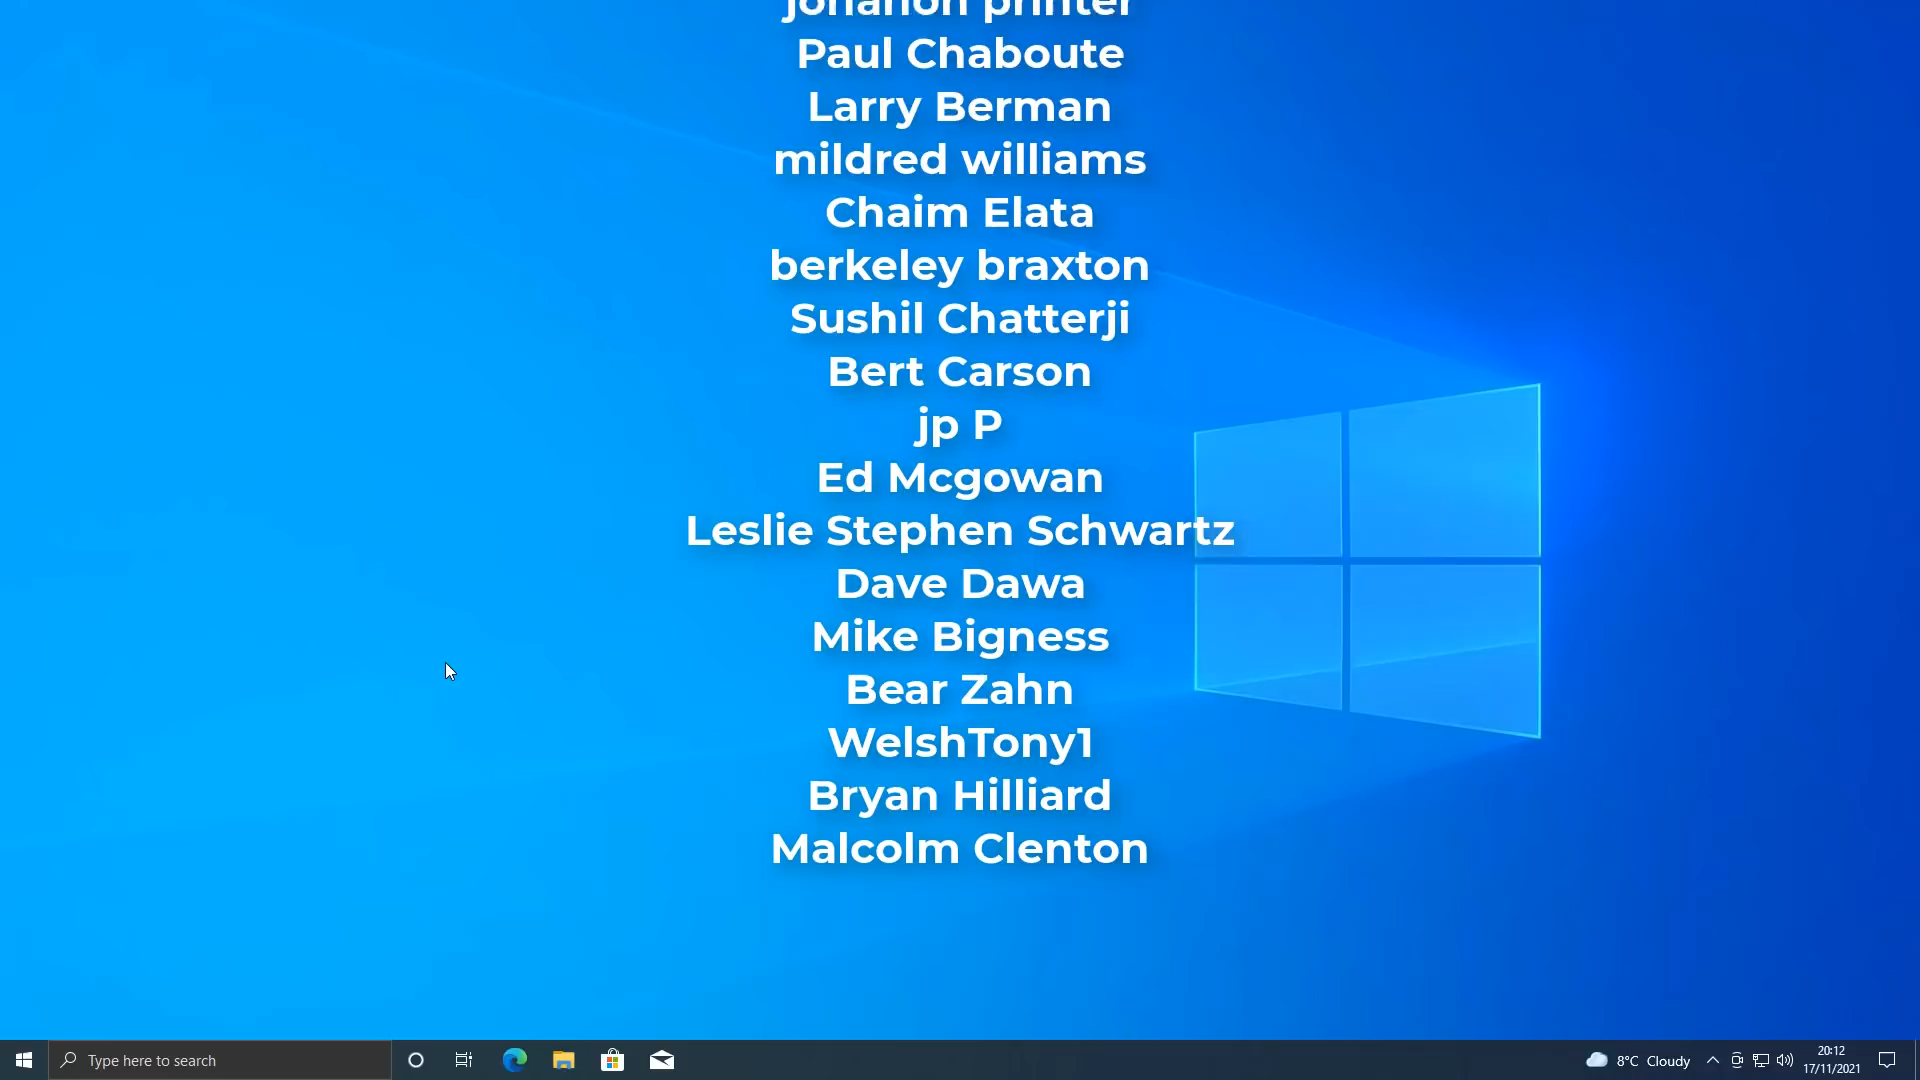 printer
Paul Chaboute
Larry Berman
mildred williams
Chaim Elata
berkeley braxton
Sushil Chatterji
Bert Carson
jp P
Ed Mcgowan
Leslie Stephen Schwartz
Dave Dawa
Mike Bigness
Bear Zahn
WelshTony1
Bryan Hilliard
Malcolm Clenton
Type here to search
8°C Cloudy
20:12
17/11/2021